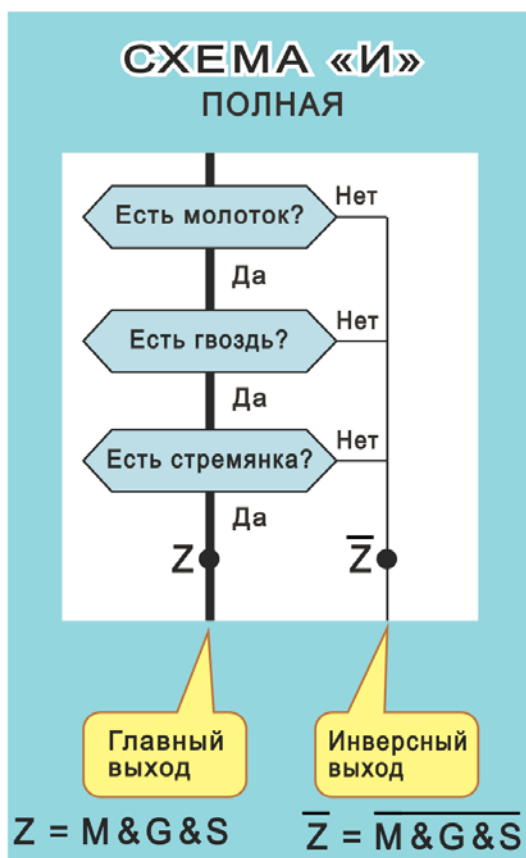 СХЕМА «И»
ПОЛНАЯ
Есть молоток?
Нет
Да
Есть гвоздь?
Нет
Да
Есть стремянка?
Нет
Да
Z
Z̅
Главный
выход
Инверсный
выход
Z = M & G & S
Z̅ = M̅ ̅&̅ ̅G̅ ̅&̅ ̅S̅